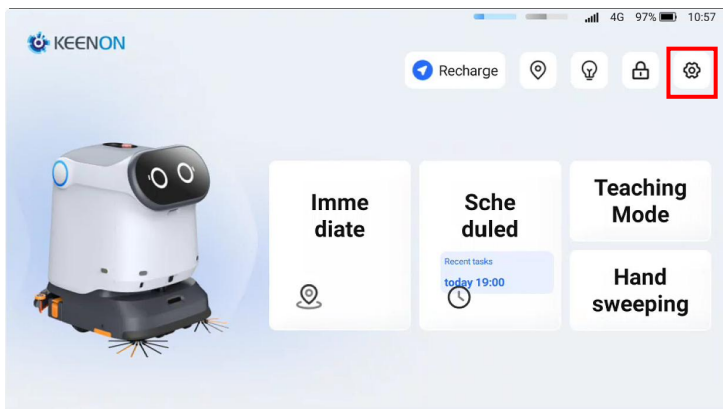 4G 97% 10:57
KEENON
Recharge
Imme
diate
Sche
duled
Recent tasks
today 19:00
Teaching
Mode
Hand
sweeping